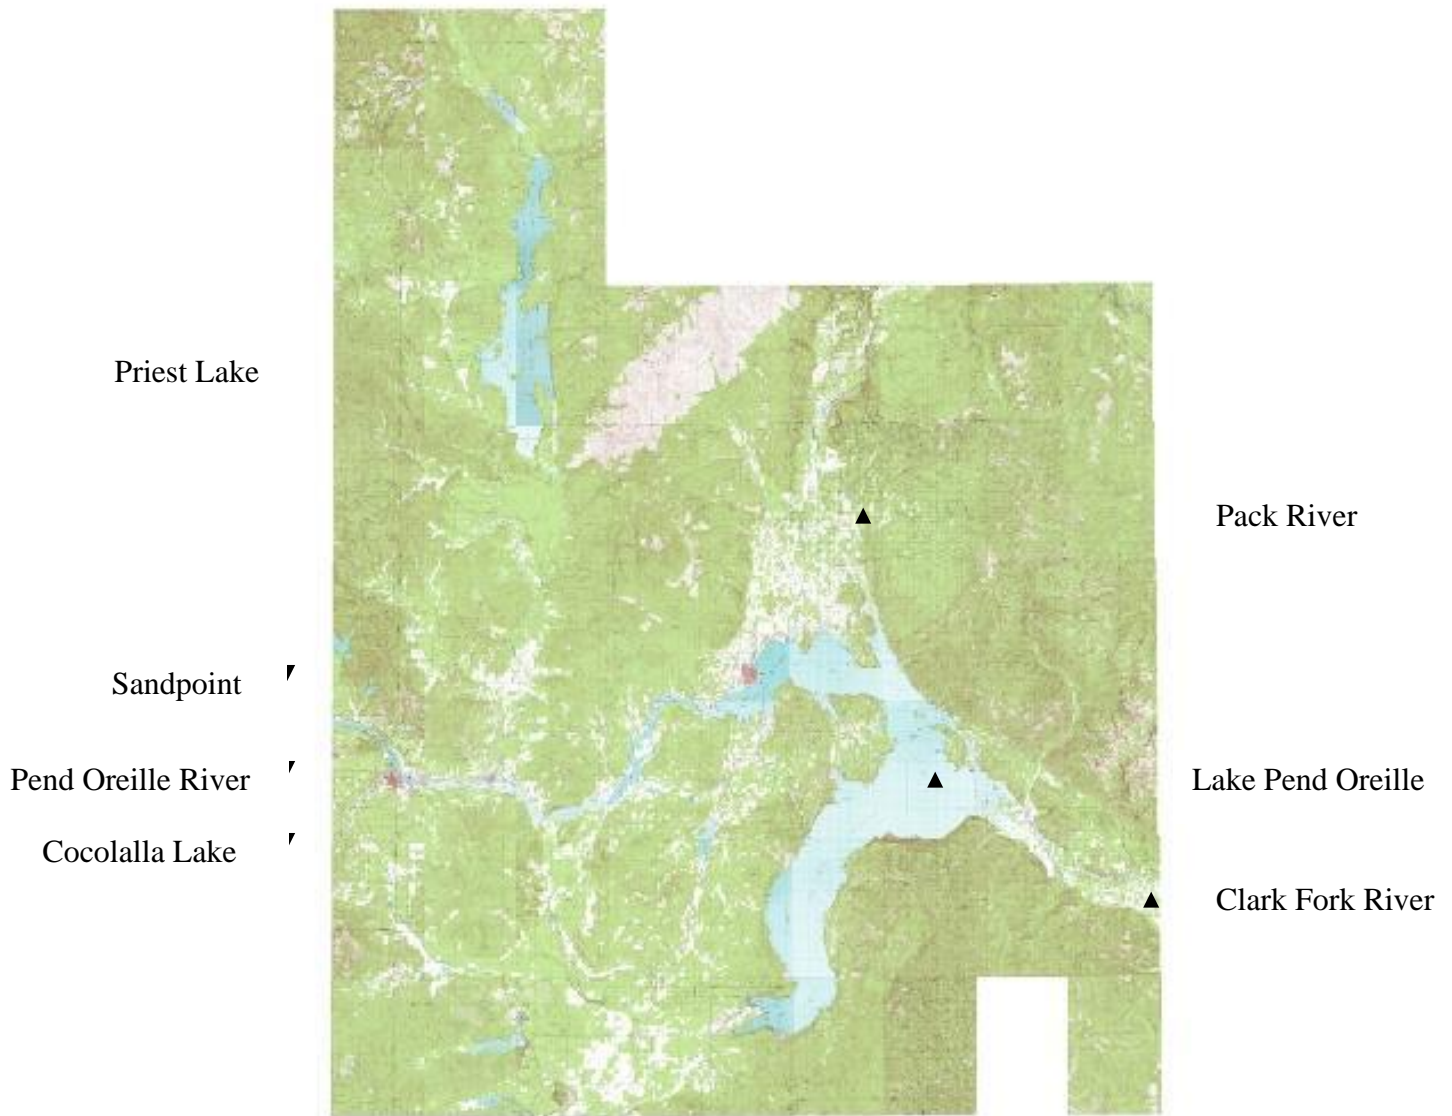 Priest Lake
Pack River
Sandpoint
Pend Oreille River
Lake Pend Oreille
Cocolalla Lake
Clark Fork River